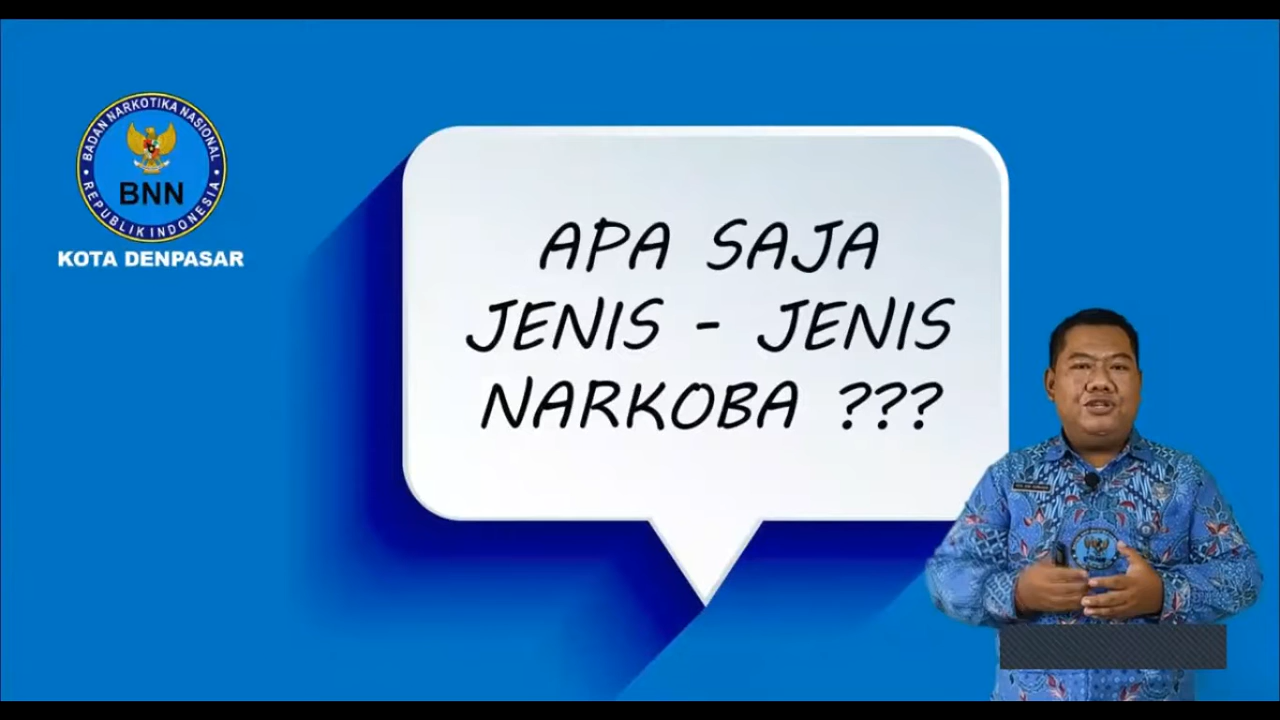 BADAN NARKOTIKA NASIONAL
BNN
REPUBLIK INDONESIA
KOTA DENPASAR
APA SAJA
JENIS - JENIS
NARKOBA ???